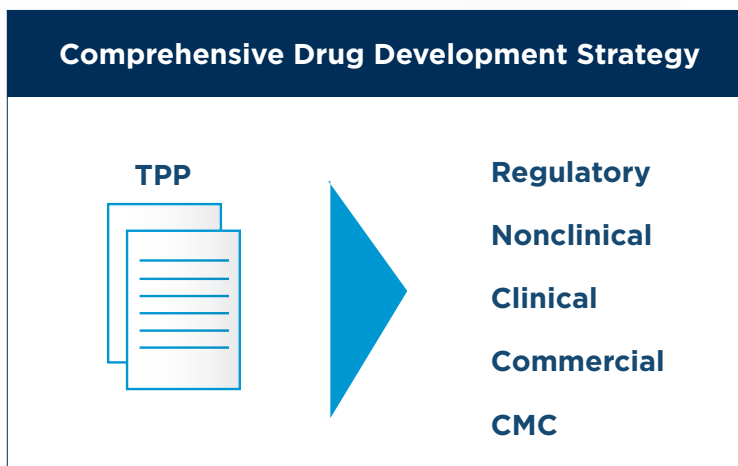 Comprehensive Drug Development Strategy
TPP
Regulatory
Nonclinical
Clinical
Commercial
CMC